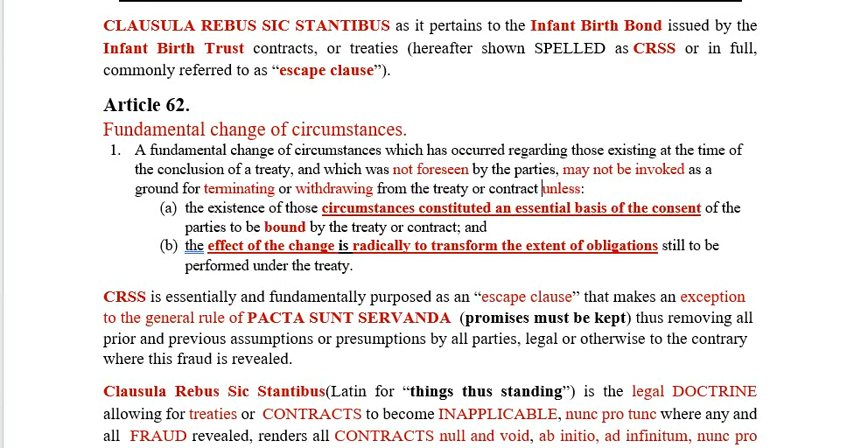 CLAUSULA REBUS SIC STANTIBUS as it pertains to the Infant Birth Bond issued by the
Infant Birth Trust contracts, or treaties (hereafter shown SPELLED as CRSS or in full,
commonly referred to as “escape clause”).
Article 62.
Fundamental change of circumstances.
1. A fundamental change of circumstances which has occurred regarding those existing at the time of
the conclusion of a treaty, and which was not foreseen by the parties, may not be invoked as a
ground for terminating or withdrawing from the treaty or contract unless:
(a) the existence of those circumstances constituted an essential basis of the consent of the
parties to be bound by the treaty or contract; and
(b) the effect of the change is radically to transform the extent of obligations still to be
performed under the treaty.
CRSS is essentially and fundamentally purposed as an “escape clause” that makes an exception
to the general rule of PACTA SUNT SERVANDA (promises must be kept) thus removing all
prior and previous assumptions or presumptions by all parties, legal or otherwise to the contrary
where this fraud is revealed.
Clausula Rebus Sic Stantibus(Latin for “things thus standing”) is the legal DOCTRINE
allowing for treaties or CONTRACTS to become INAPPLICABLE, nunc pro tunc where any and
all FRAUD revealed, renders all CONTRACTS null and void, ab initio, ad infinitum, nunc pro